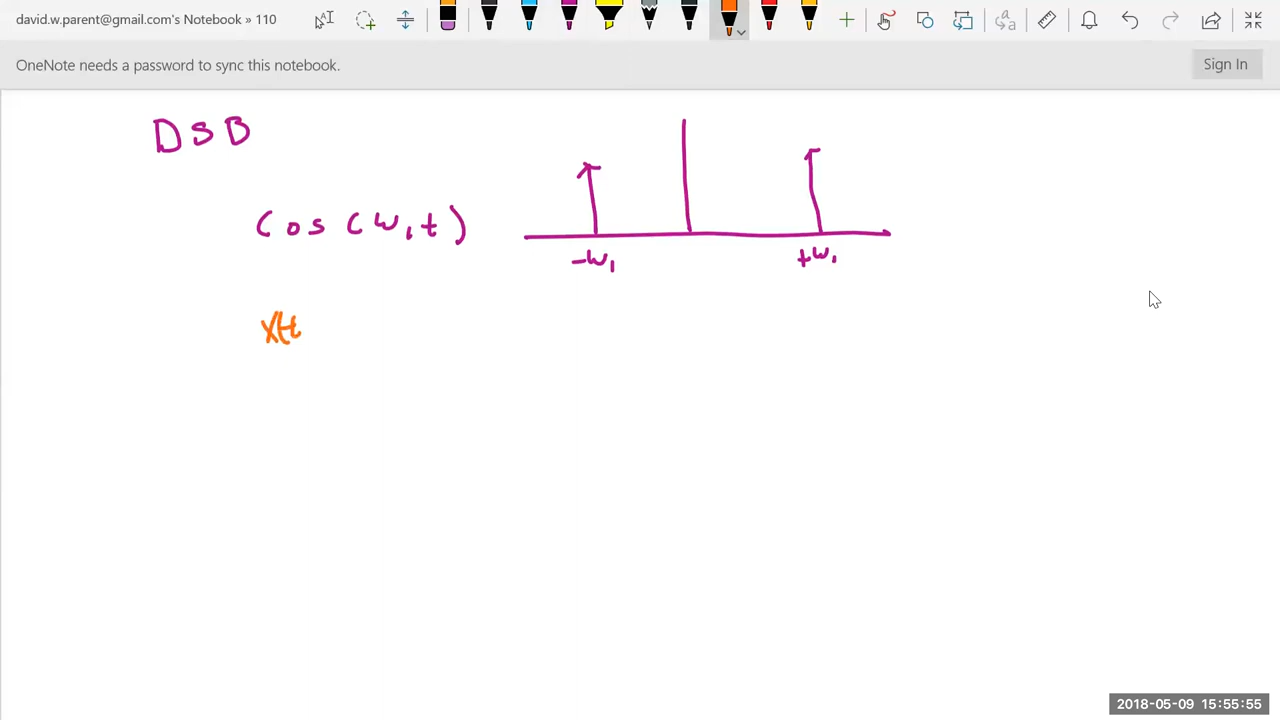 david.w.parent@gmail.com's Notebook » 110
OneNote needs a password to sync this notebook.
Sign In
DSB
Cos(W1t)
-W1
+W1
x(t
2018-05-09 15:55:55